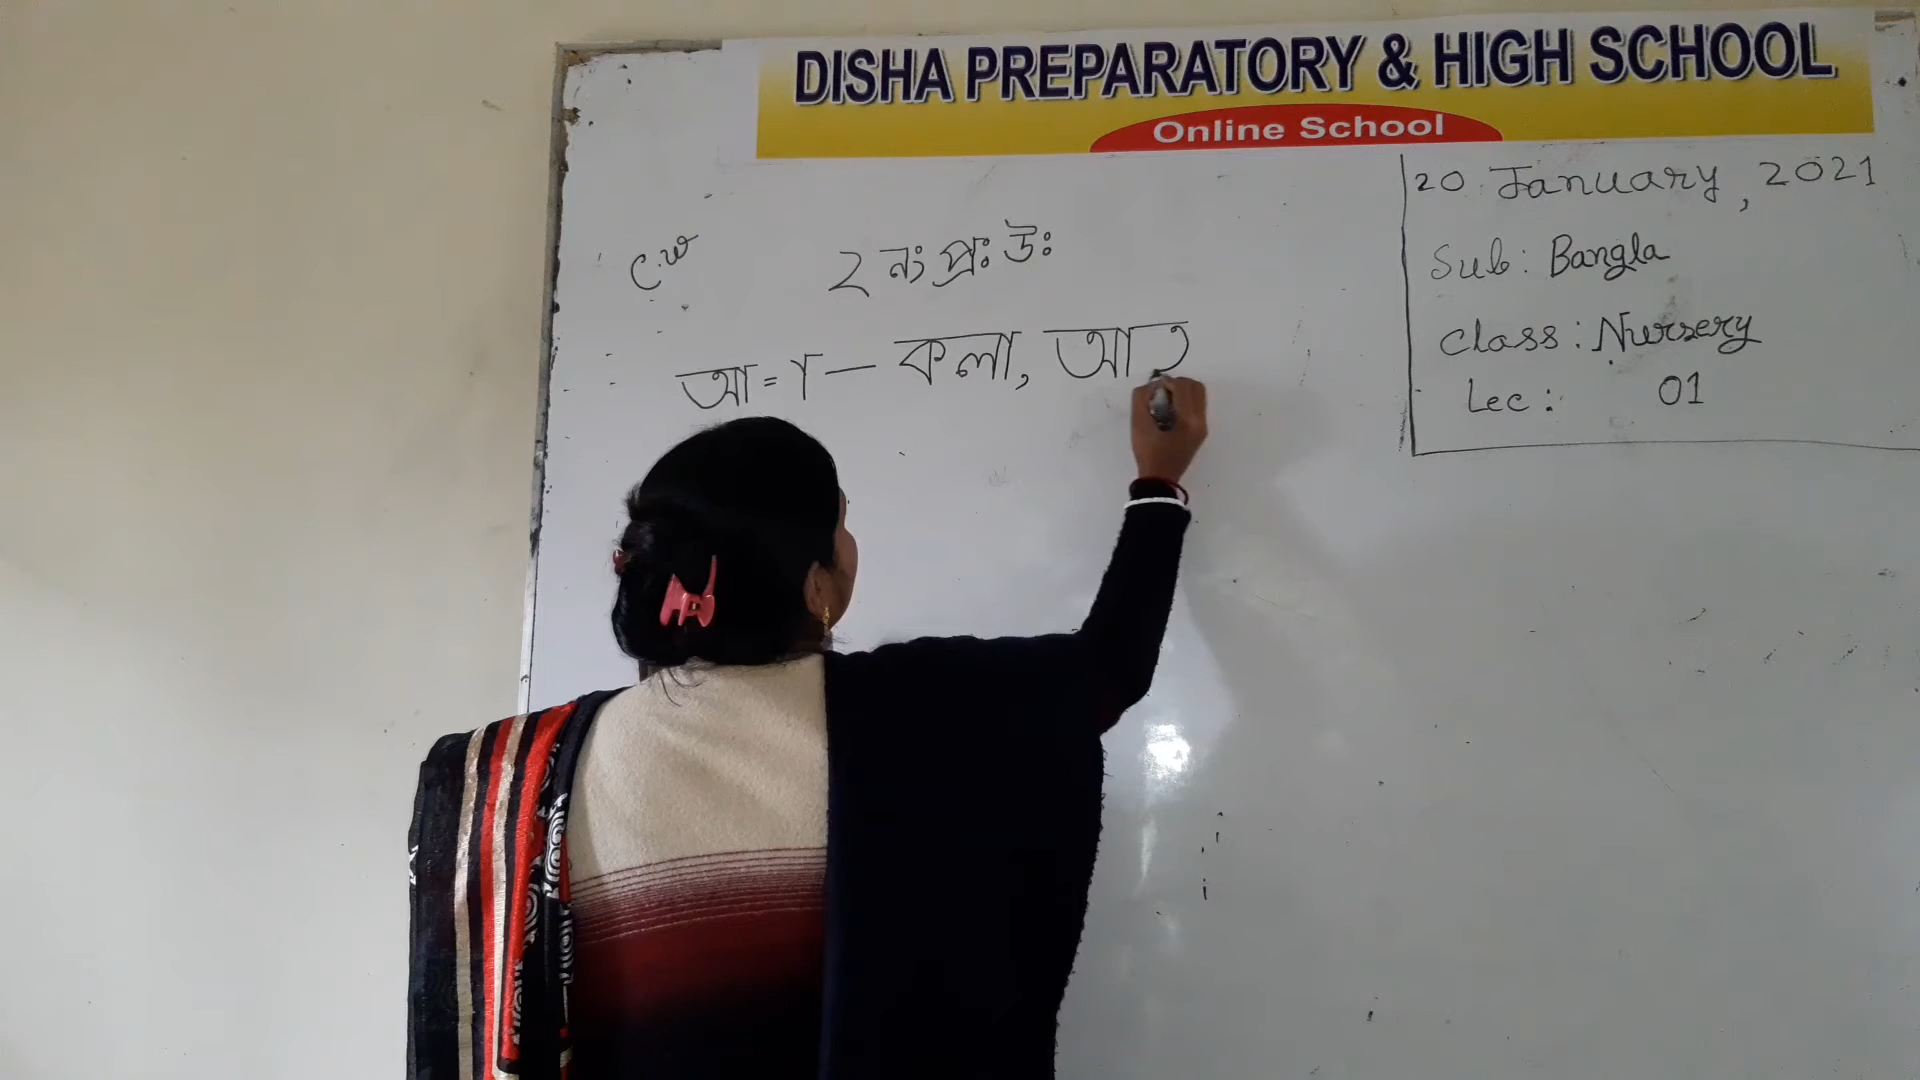 DISHA PREPARATORY & HIGH SCHOOL
Online School
20 January, 2021
Sub: Bangla
Class: Nursery
Lec: 01
C.W
২ নং প্রঃ উঃ
আ = া — কলা,